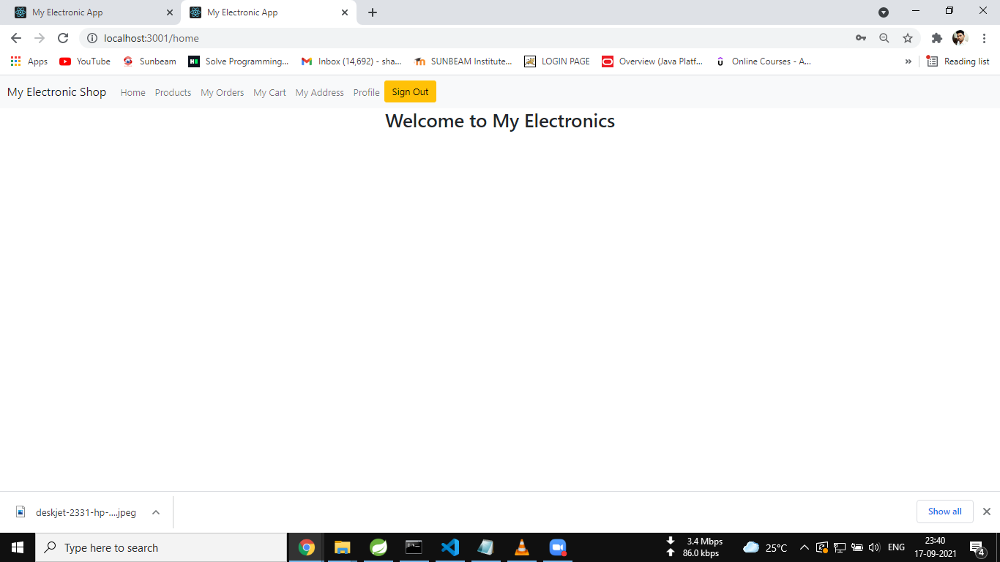 My Electronic App
My Electronic App
localhost:3001/home
Apps
YouTube
Sunbeam
Solve Programming...
Inbox (14,692) - sha...
SUNBEAM Institute...
LOGIN PAGE
Overview (Java Platf...
Online Courses - A...
»
Reading list
My Electronic Shop
Home
Products
My Orders
My Cart
My Address
Profile
Sign Out
Welcome to My Electronics
deskjet-2331-hp-....jpeg
Show all
Type here to search
3.4 Mbps
86.0 kbps
25°C
ENG
23:40
17-09-2021
4